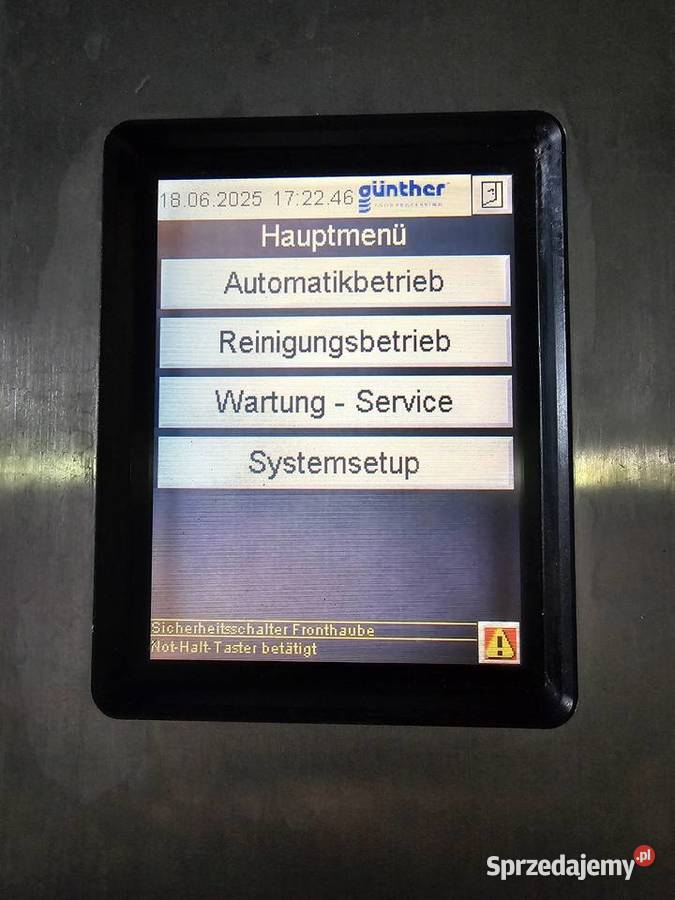 18.06.2025 17:22.46 günther
Hauptmenü
Automatikbetrieb
Reinigungsbetrieb
Wartung - Service
Systemsetup
Sicherheitsschalter Fronthaube
Not-Halt-Taster betätigt
Sprzedajemy.pl